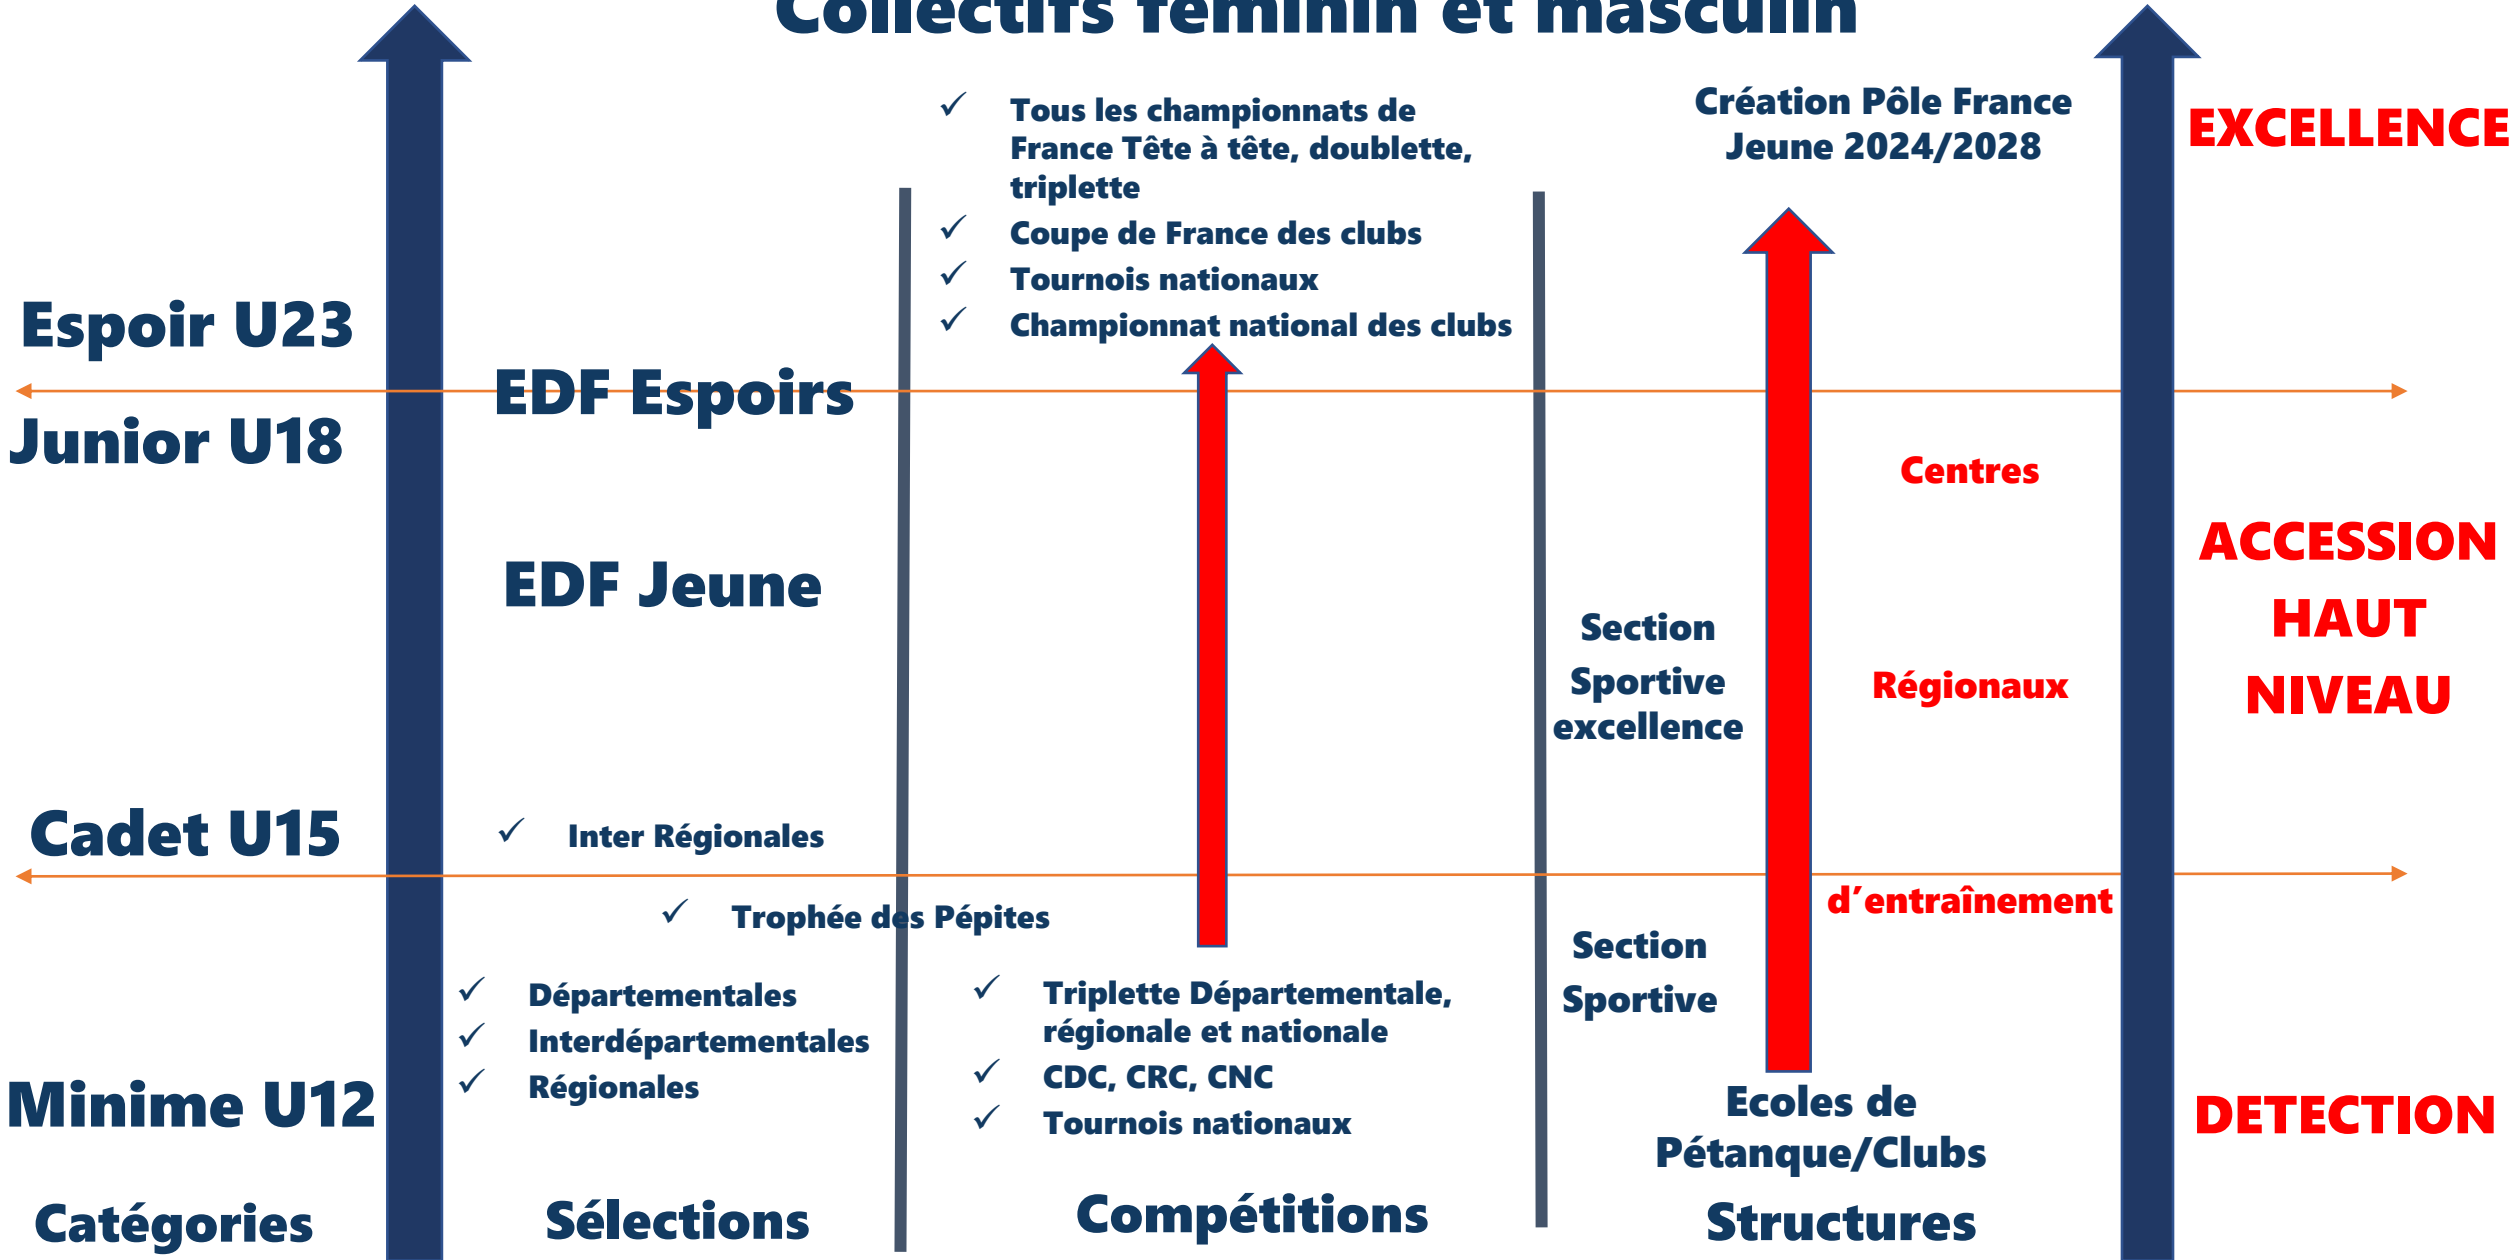 Collectifs féminin et masculin
Espoir U23
Junior U18
Cadet U15
Minime U12
Catégories
EDF Espoirs
EDF Jeune
✓ Inter Régionales
✓ Trophée des Pépites
✓ Départementales
✓ Interdépartementales
✓ Régionales
Sélections
✓ Tous les championnats de
France Tête à tête, doublette,
triplette
✓ Coupe de France des clubs
✓ Tournois nationaux
✓ Championnat national des clubs
✓ Triplette Départementale,
régionale et nationale
✓ CDC, CRC, CNC
✓ Tournois nationaux
Compétitions
Création Pôle France
Jeune 2024/2028
Section
Sportive
excellence
Section
Sportive
Centres
Régionaux
d’entraînement
Ecoles de
Pétanque/Clubs
Structures
EXCELLENCE
ACCESSION
HAUT
NIVEAU
DETECTION